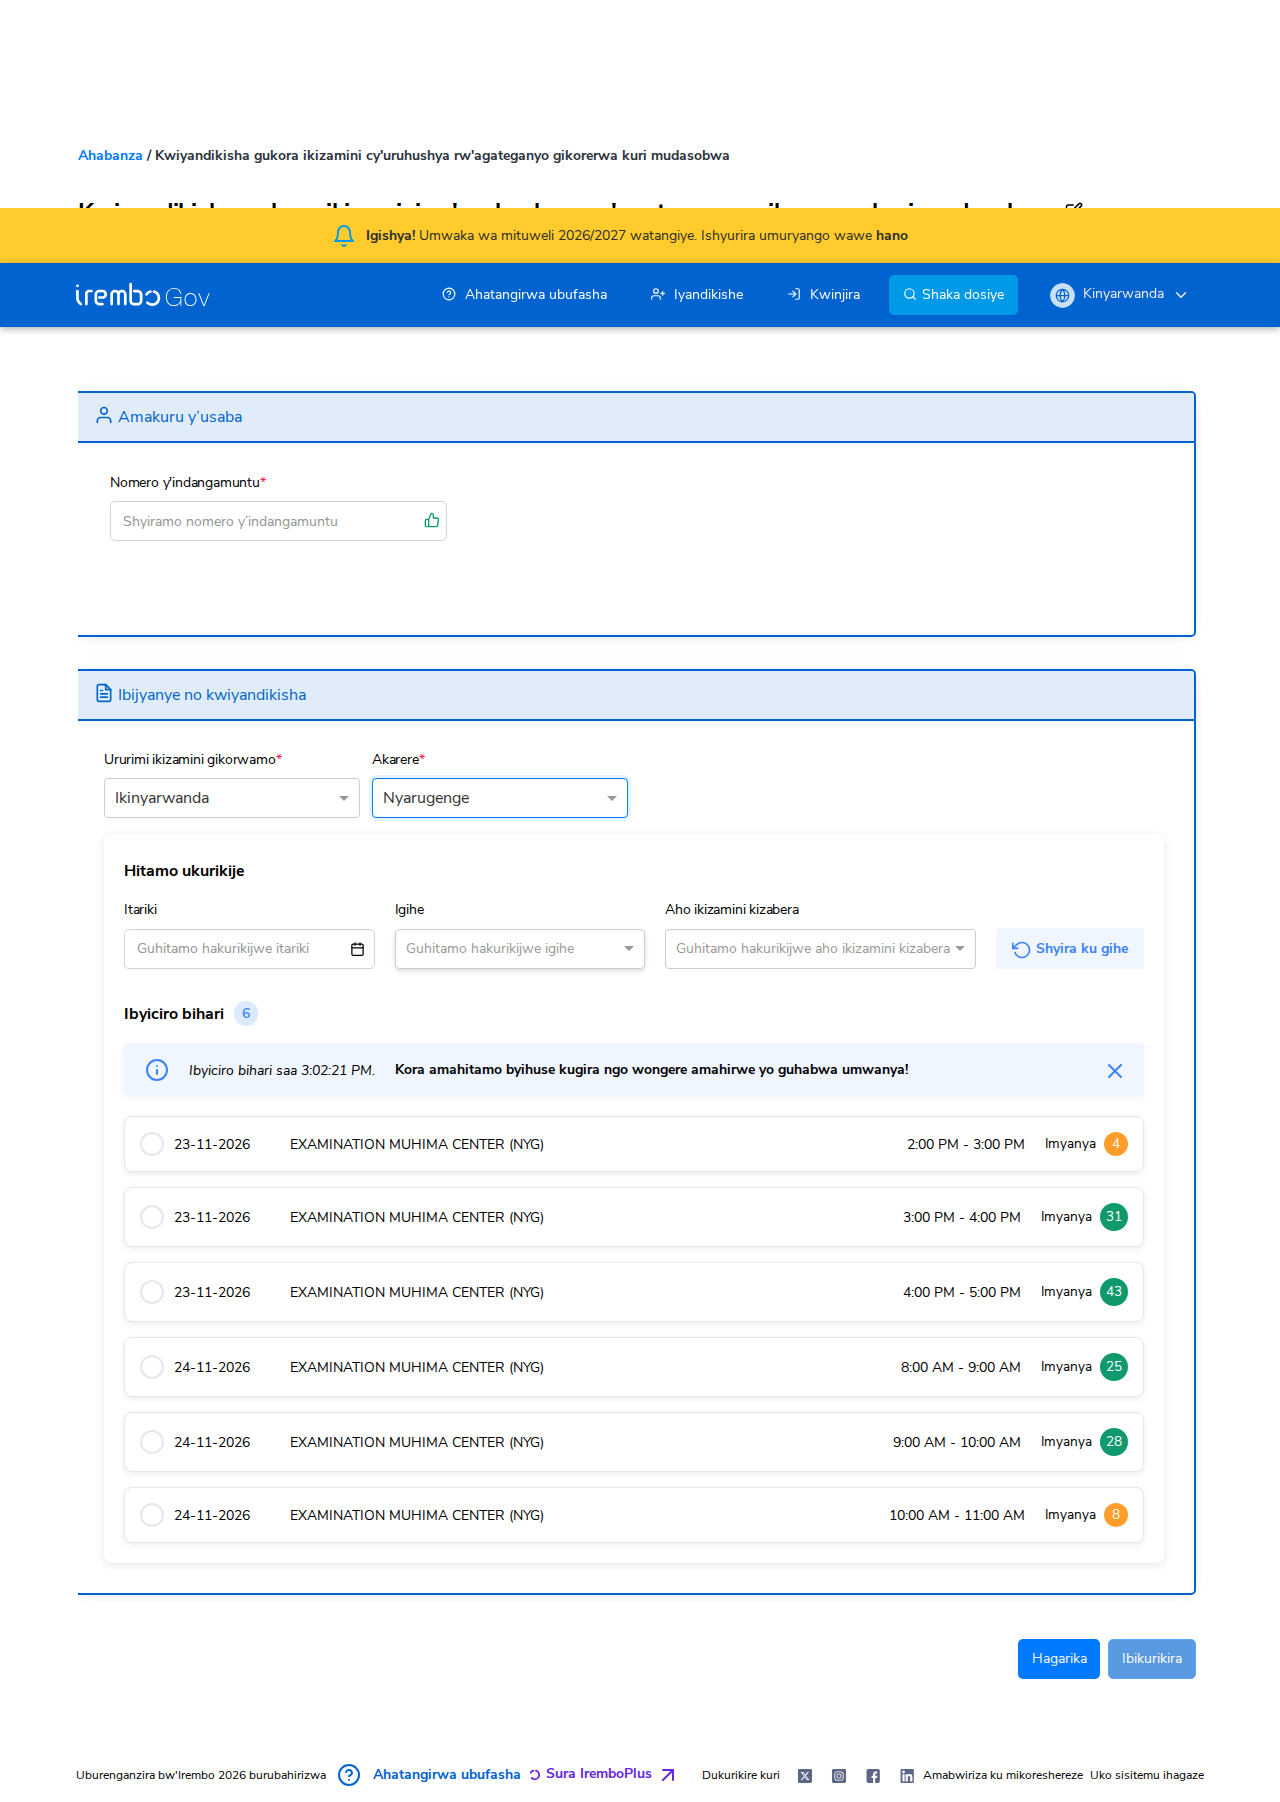 Ahabanza / Kwiyandikisha gukora ikizamini cy'uruhushya rw'agateganyo gikorerwa kuri mudasobwa
Igishya! Umwaka wa mituweli 2026/2027 watangiye. Ishyurira umuryango wawe hano
irembo Gov
Ahatangirwa ubufasha
Iyandikishe
Kwinjira
Shaka dosiye
Kinyarwanda
Amakuru y’usaba
Nomero y'indangamuntu*
Shyiramo nomero y’indangamuntu
Ibijyanye no kwiyandikisha
Ururimi ikizamini gikorwamo*
Akarere*
Ikinyarwanda
Nyarugenge
Hitamo ukurikije
Itariki
Igihe
Aho ikizamini kizabera
Guhitamo hakurikijwe itariki
Guhitamo hakurikijwe igihe
Guhitamo hakurikijwe aho ikizamini kizabera
Shyira ku gihe
Ibyiciro bihari 6
Ibyiciro bihari saa 3:02:21 PM. Kora amahitamo byihuse kugira ngo wongere amahirwe yo guhabwa umwanya!
23-11-2026 EXAMINATION MUHIMA CENTER (NYG) 2:00 PM - 3:00 PM Imyanya 4
23-11-2026 EXAMINATION MUHIMA CENTER (NYG) 3:00 PM - 4:00 PM Imyanya 31
23-11-2026 EXAMINATION MUHIMA CENTER (NYG) 4:00 PM - 5:00 PM Imyanya 43
24-11-2026 EXAMINATION MUHIMA CENTER (NYG) 8:00 AM - 9:00 AM Imyanya 25
24-11-2026 EXAMINATION MUHIMA CENTER (NYG) 9:00 AM - 10:00 AM Imyanya 28
24-11-2026 EXAMINATION MUHIMA CENTER (NYG) 10:00 AM - 11:00 AM Imyanya 8
Hagarika
Ibikurikira
Uburenganzira bw'Irembo 2026 burubahirizwa
Ahatangirwa ubufasha
Sura IremboPlus
Dukurikire kuri
Amabwiriza ku mikoreshereze
Uko sisitemu ihagaze